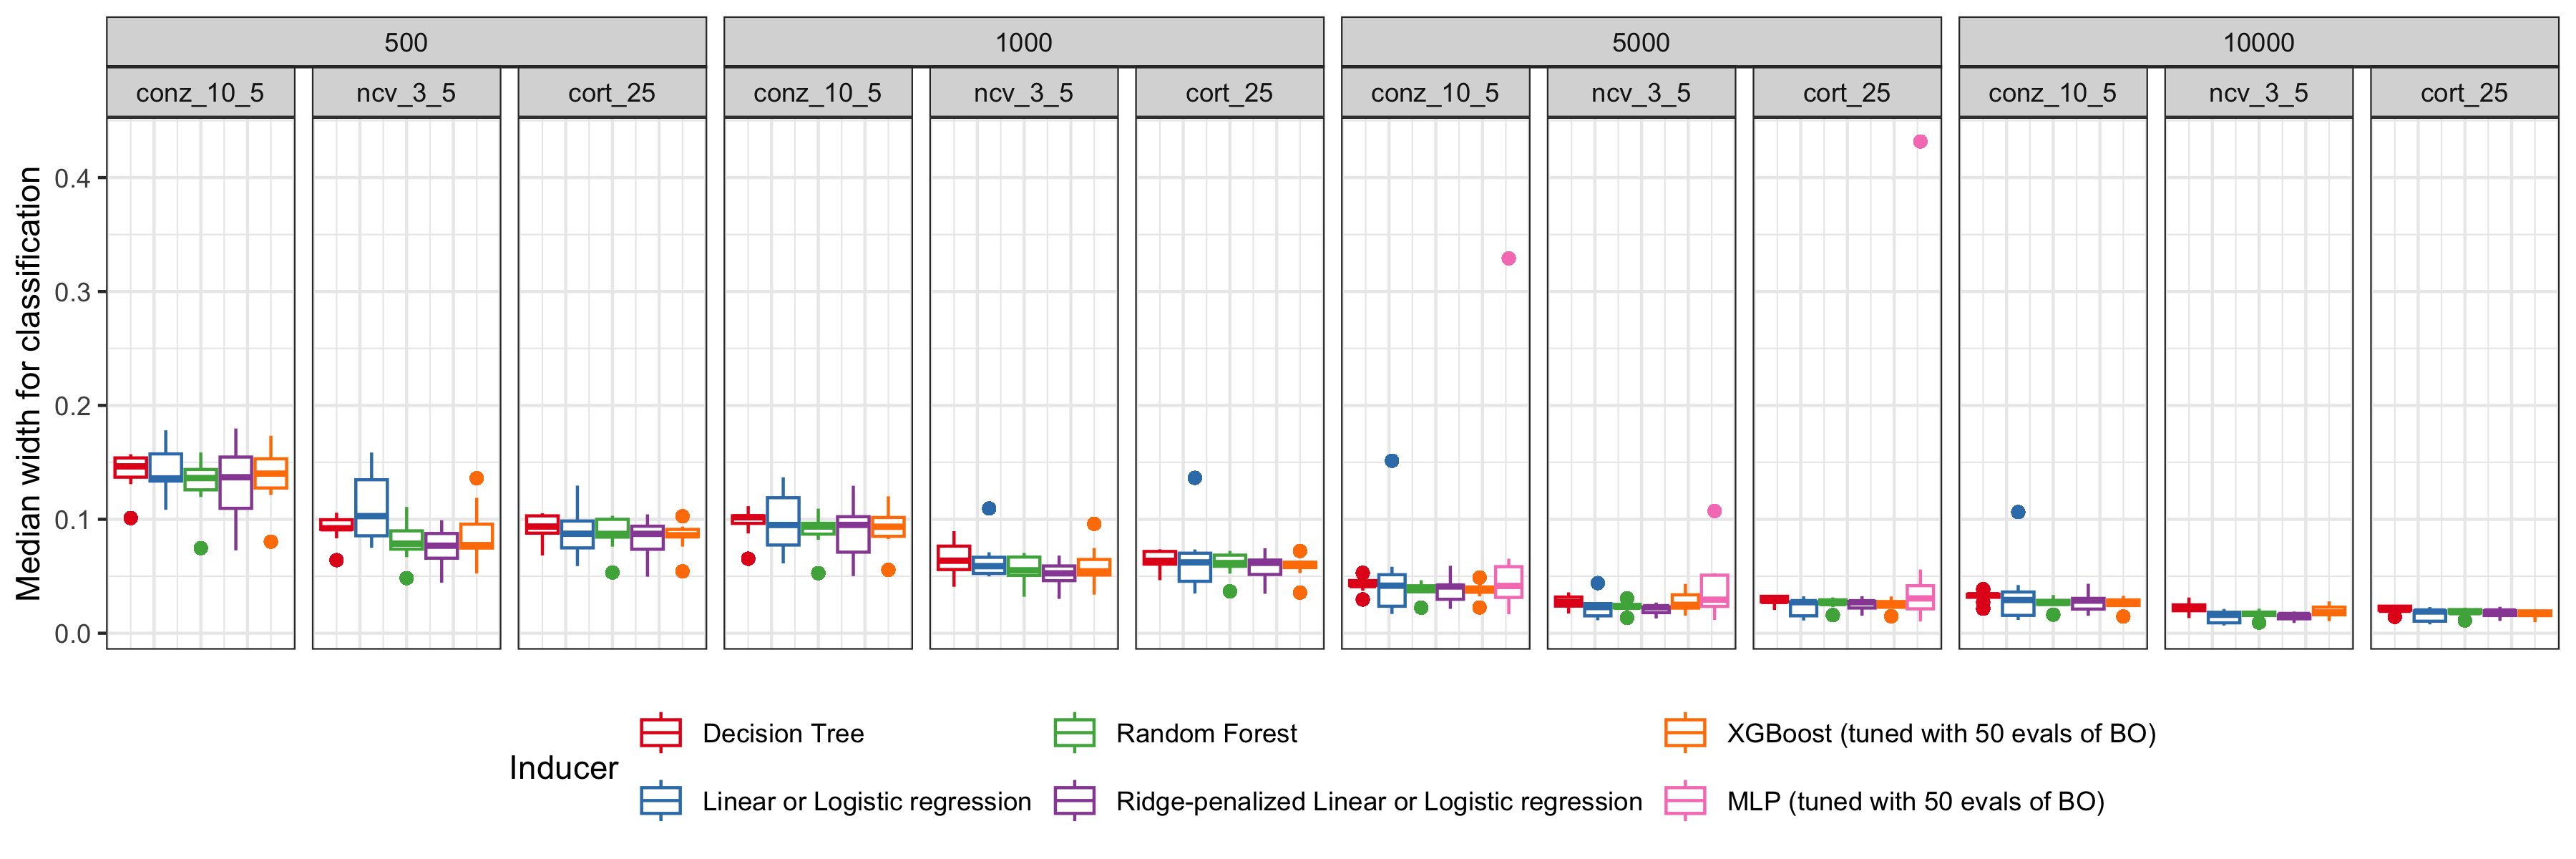 500 1000 5000 10000
conz_10_5 ncv_3_5 cort_25 conz_10_5 ncv_3_5 cort_25 conz_10_5 ncv_3_5 cort_25 conz_10_5 ncv_3_5 cort_25
Median width for classification
0.4
0.3
0.2
0.1
0.0
Inducer
Decision Tree
Linear or Logistic regression
Random Forest
Ridge-penalized Linear or Logistic regression
XGBoost (tuned with 50 evals of BO)
MLP (tuned with 50 evals of BO)